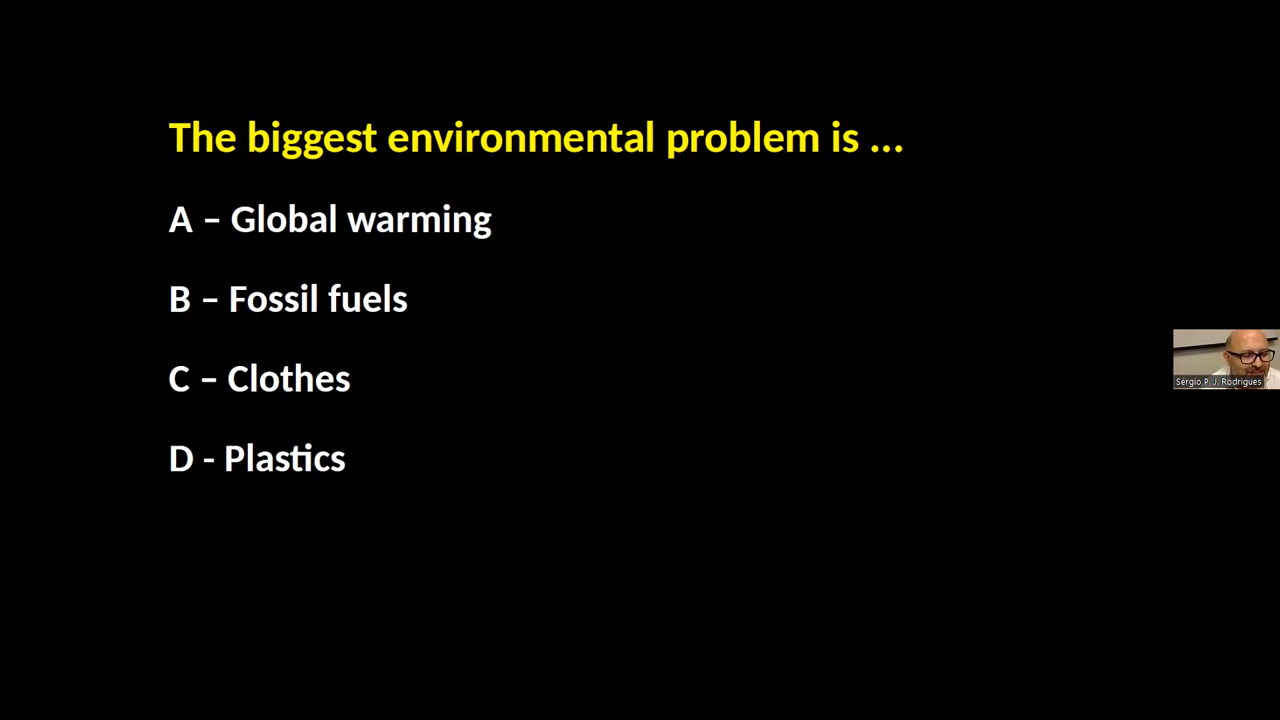 The biggest environmental problem is ...
A – Global warming
B – Fossil fuels
C – Clothes
D - Plastics
Sérgio P. J. Rodrigues